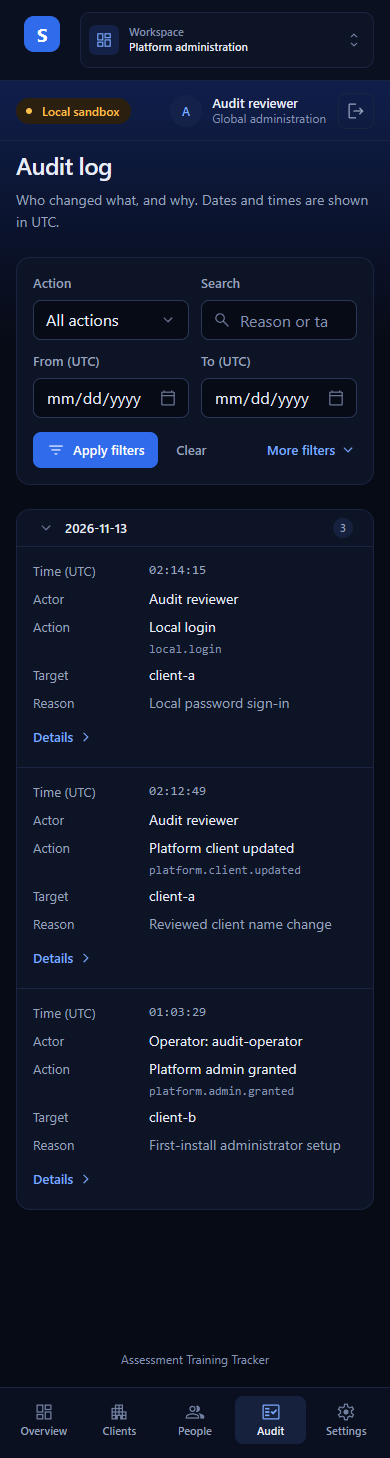 S
Workspace
Platform administration
Local sandbox
A
Audit reviewer
Global administration
Audit log
Who changed what, and why. Dates and times are shown
in UTC.
Action
Search
All actions
Reason or ta
From (UTC)
To (UTC)
mm/dd/yyyy
mm/dd/yyyy
Apply filters
Clear
More filters
2026-11-13
3
Time (UTC)
02:14:15
Actor
Audit reviewer
Action
Local login
local.login
Target
client-a
Reason
Local password sign-in
Details
Time (UTC)
02:12:49
Actor
Audit reviewer
Action
Platform client updated
platform.client.updated
Target
client-a
Reason
Reviewed client name change
Details
Time (UTC)
01:03:29
Actor
Operator: audit-operator
Action
Platform admin granted
platform.admin.granted
Target
client-b
Reason
First-install administrator setup
Details
Assessment Training Tracker
Overview
Clients
People
Audit
Settings